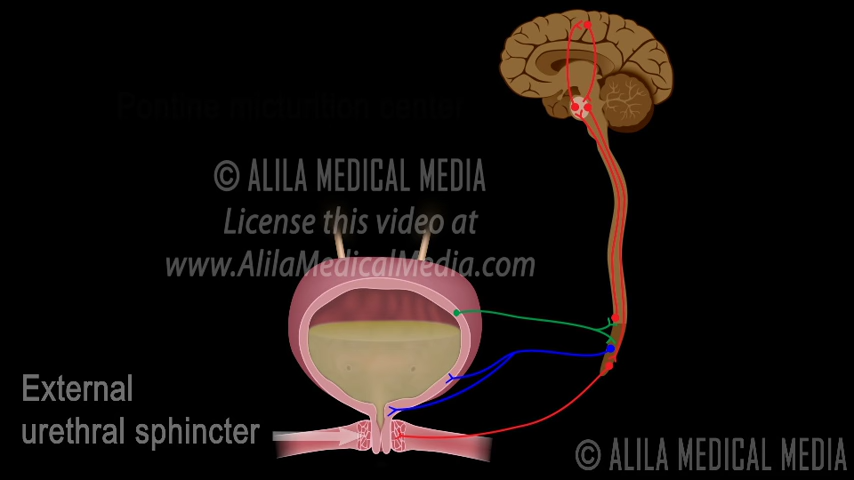 Pontine micturition center
© ALILA MEDICAL MEDIA
License this video at
www.AlilaMedicalMedia.com
External
urethral sphincter
© ALILA MEDICAL MEDIA